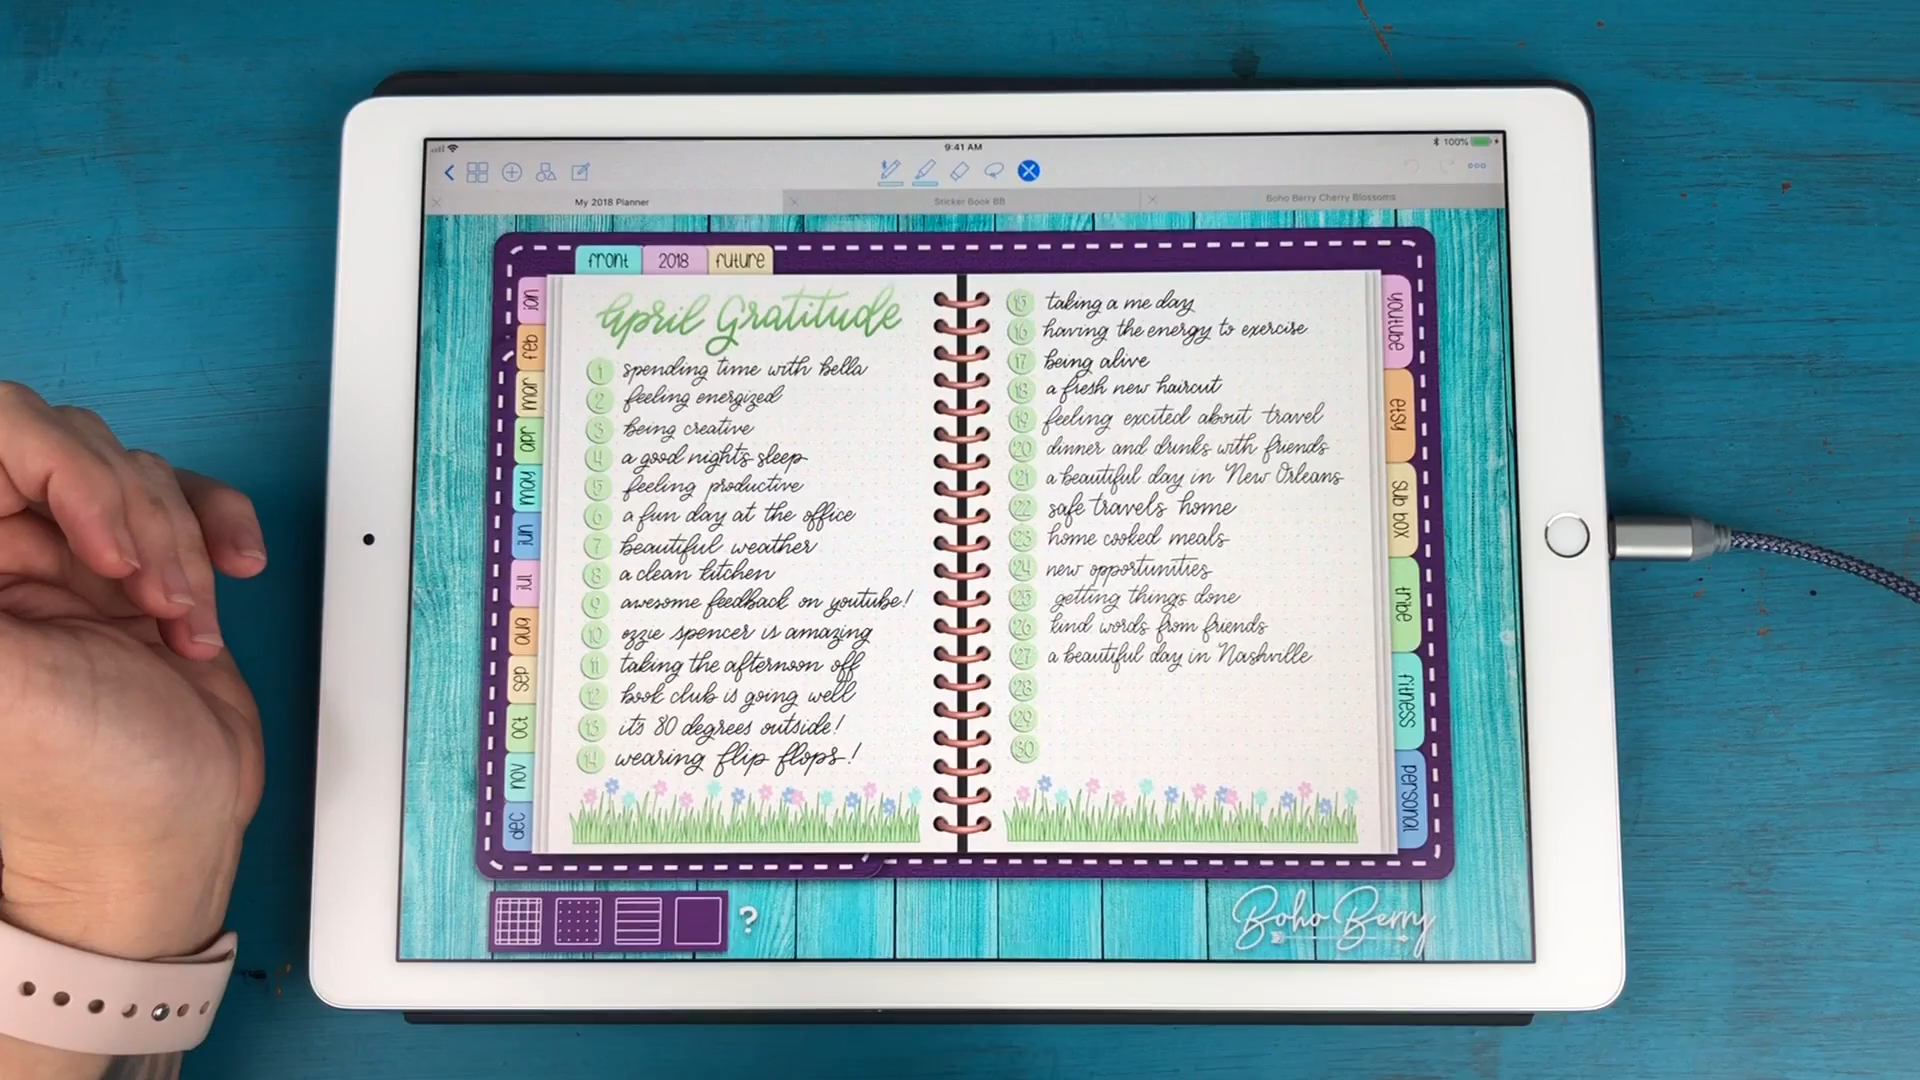 9:41 AM
100%
My 2018 Planner
Sticker Book BB
Boho Berry Cherry Blossoms
front
2018
future
jan
feb
mar
apr
may
jun
jul
aug
sep
oct
nov
dec
April Gratitude
1 spending time with bella
2 feeling energized
3 being creative
4 a good nights sleep
5 feeling productive
6 a fun day at the office
7 beautiful weather
8 a clean kitchen
9 awesome feedback on youtube!
10 ozzie spencer is amazing
11 taking the afternoon off
12 book club is going well
13 it's 80 degrees outside!
14 wearing flip flops!
15 taking a me day
16 having the energy to exercise
17 being alive
18 a fresh new haircut
19 feeling excited about travel
20 dinner and drinks with friends
21 a beautiful day in New Orleans
22 safe travels home
23 home cooked meals
24 new opportunities
25 getting things done
26 kind words from friends
27 a beautiful day in Nashville
28
29
30
youtube
etsy
sub box
tribe
fitness
personal
?
Boho Berry